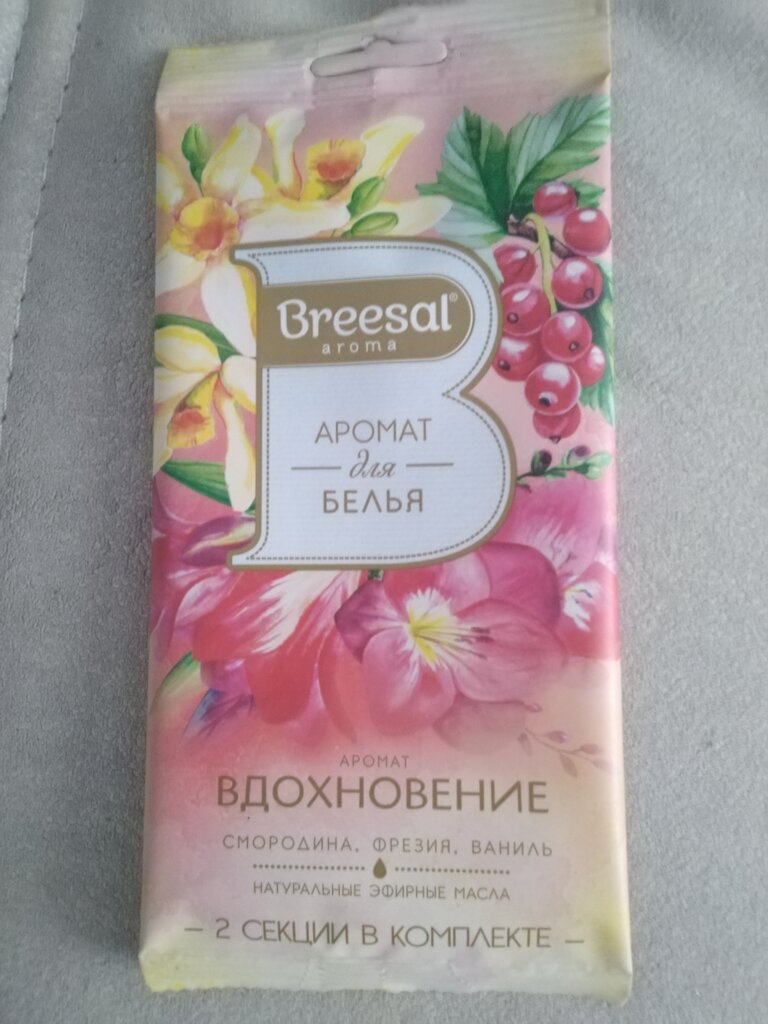 Breesal®
aroma
АРОМАТ
для
БЕЛЬЯ
АРОМАТ
ВДОХНОВЕНИЕ
СМОРОДИНА, ФРЕЗИЯ, ВАНИЛЬ
НАТУРАЛЬНЫЕ ЭФИРНЫЕ МАСЛА
– 2 СЕКЦИИ В КОМПЛЕКТЕ –